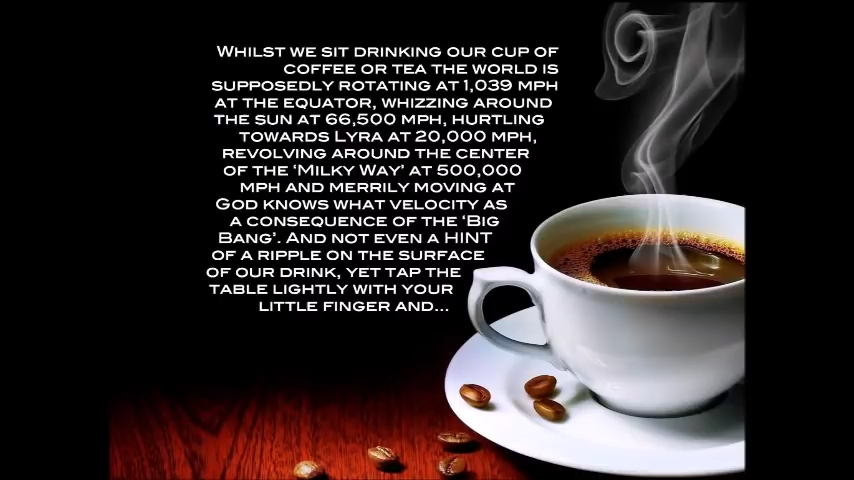 Whilst we sit drinking our cup of
coffee or tea the world is
supposedly rotating at 1,039 mph
at the equator, whizzing around
the sun at 66,500 mph, hurtling
towards Lyra at 20,000 mph,
revolving around the center
of the ‘Milky Way’ at 500,000
mph and merrily moving at
God knows what velocity as
a consequence of the ‘Big
Bang’. And not even a HINT
of a ripple on the surface
of our drink, yet tap the
table lightly with your
little finger and...